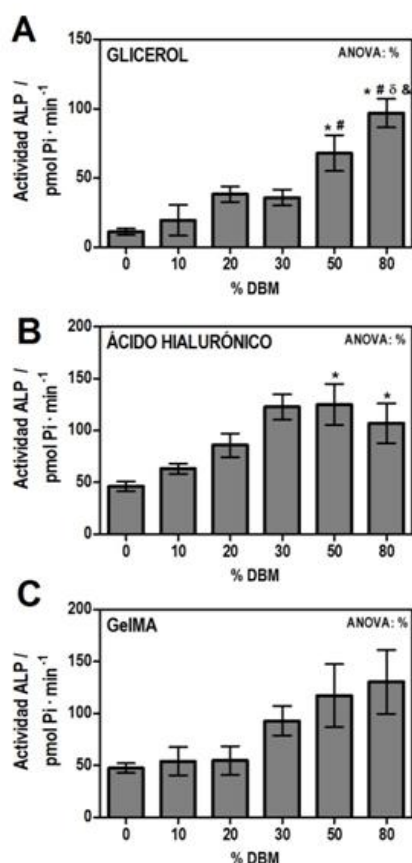 A
GLICEROL
ANOVA: %
Actividad ALP /
pmol Pi · min⁻¹
150
100
50
0
* #
* # δ &
0 10 20 30 50 80
% DBM
B
ÁCIDO HIALURÓNICO
ANOVA: %
Actividad ALP /
pmol Pi · min⁻¹
200
150
100
50
0
*
*
0 10 20 30 50 80
% DBM
C
GelMA
ANOVA: %
Actividad ALP /
pmol Pi · min⁻¹
200
150
100
50
0
0 10 20 30 50 80
% DBM